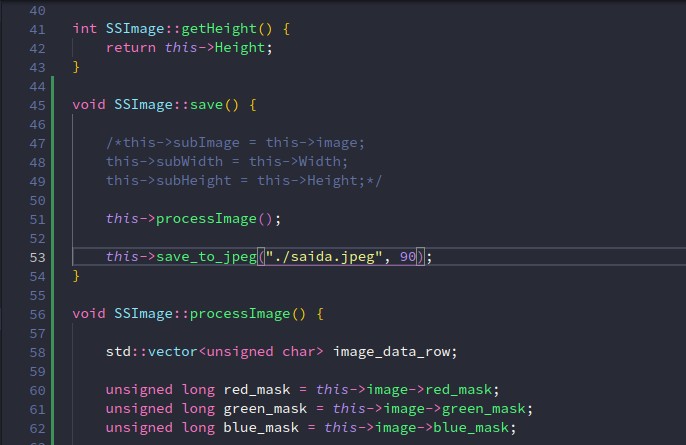 40
41 int SSImage::getHeight() {
42 return this->Height;
43 }
44
45 void SSImage::save() {
46
47 /*this->subImage = this->image;
48 this->subWidth = this->Width;
49 this->subHeight = this->Height;*/
50
51 this->processImage();
52
53 this->save_to_jpeg("./saida.jpeg", 90);
54 }
55
56 void SSImage::processImage() {
57
58 std::vector<unsigned char> image_data_row;
59
60 unsigned long red_mask = this->image->red_mask;
61 unsigned long green_mask = this->image->green_mask;
62 unsigned long blue_mask = this->image->blue_mask;